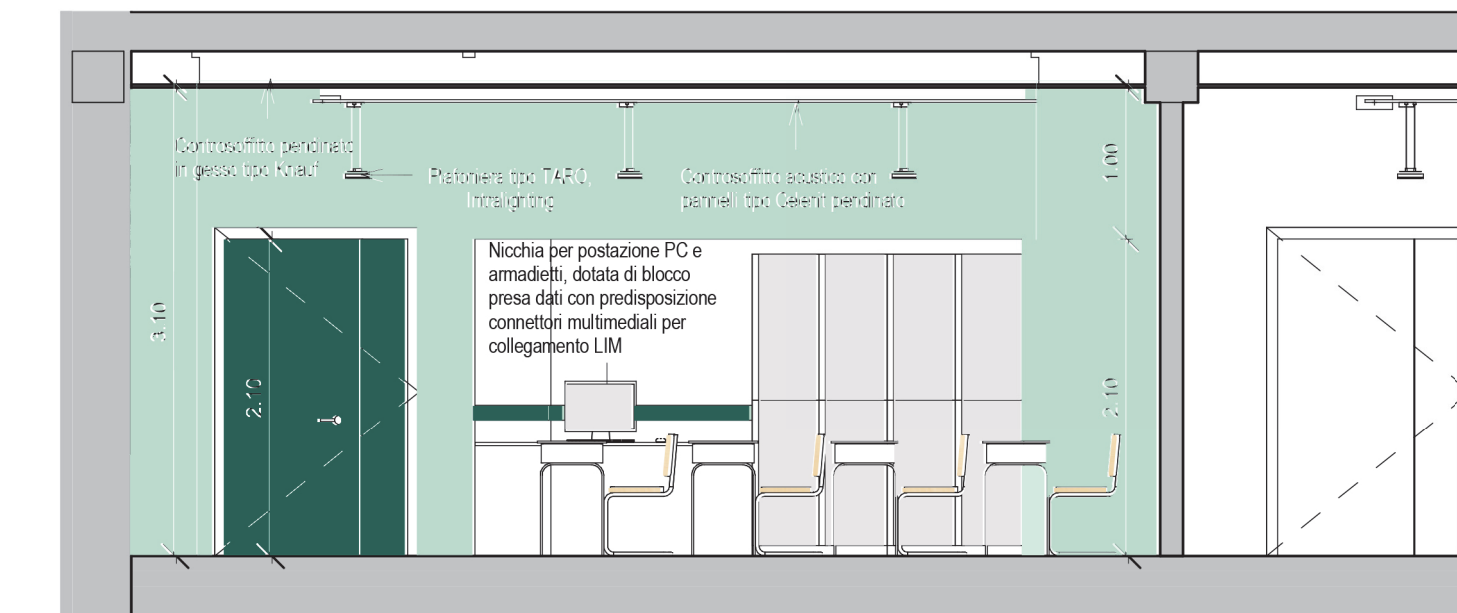 Controsoffitto pendinato
in gesso tipo Knauf
Plafoniera tipo TARO,
Intralighting
Controsoffitto acustico con
pannelli tipo Celenit pendinato
1.00
Nicchia per postazione PC e
armadietti, dotata di blocco
presa dati con predisposizione
connettori multimediali per
collegamento LIM
3.10
2.10
2.10